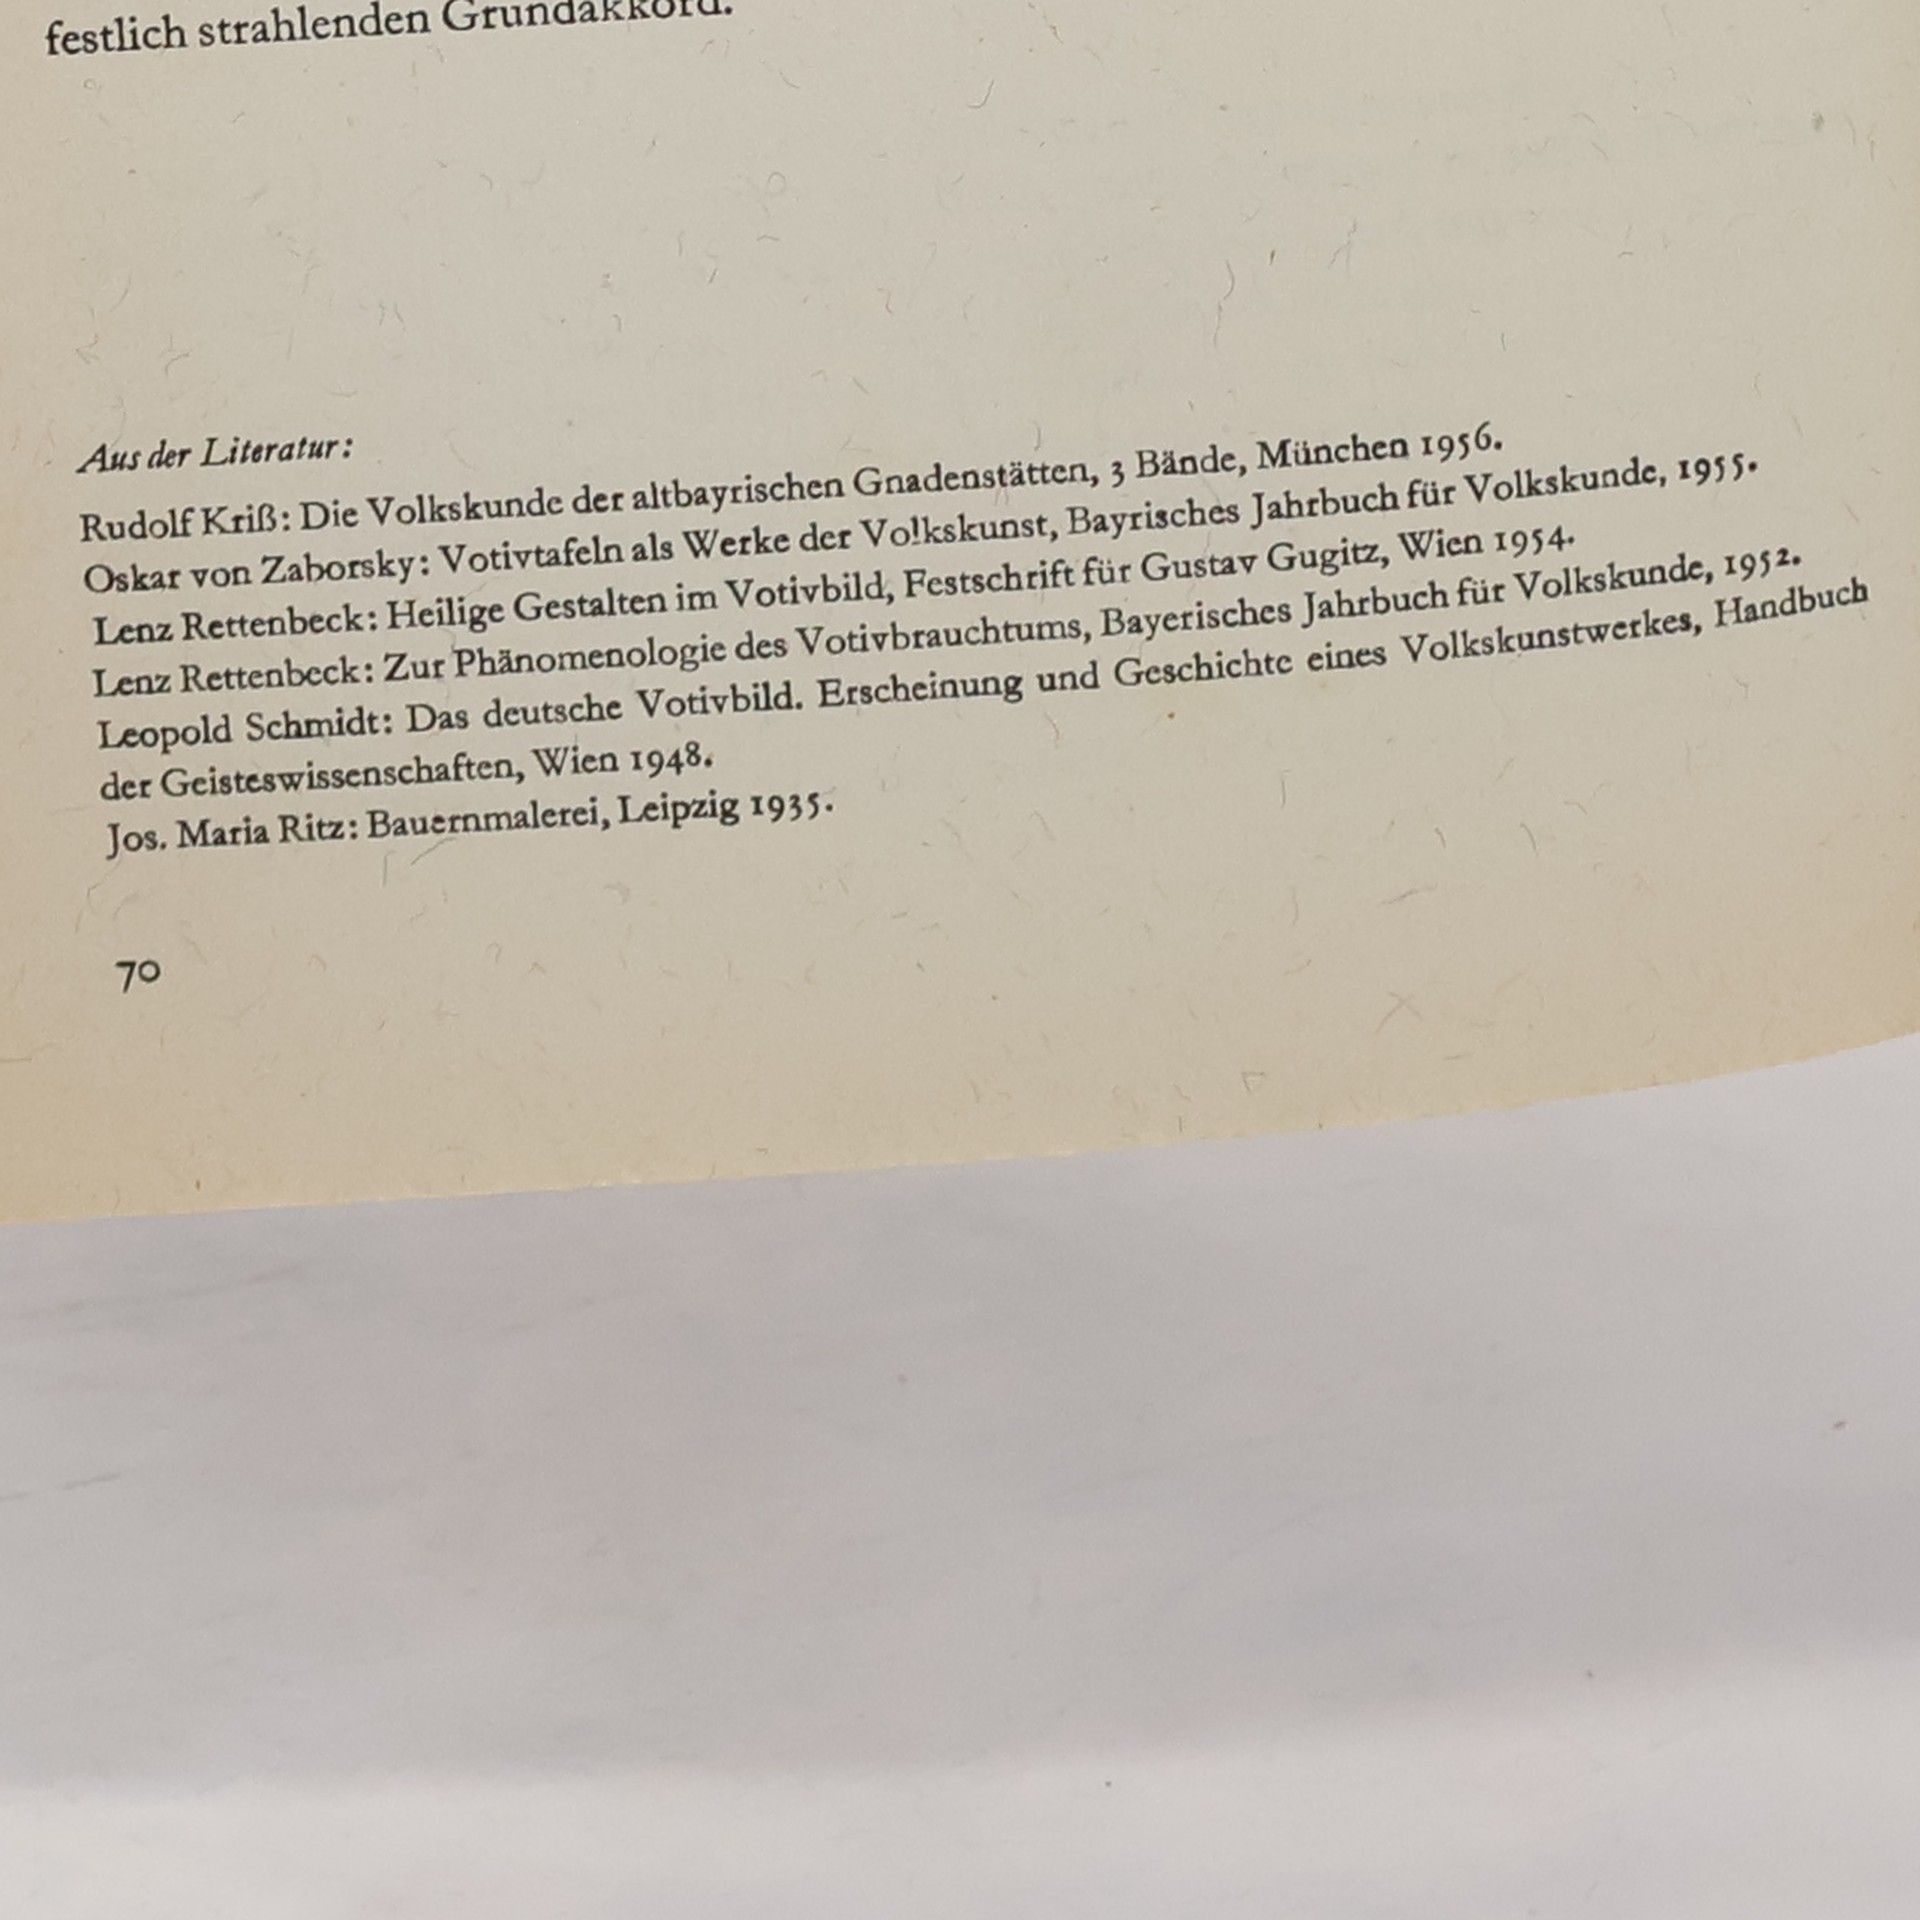 festlich strahlenden Grundakkord.
Aus der Literatur:
Rudolf Kriß: Die Volkskunde der altbayrischen Gnadenstätten, 3 Bände, München 1956.
Oskar von Zaborsky: Votivtafeln als Werke der Volkskunst, Bayrisches Jahrbuch für Volkskunde, 1955.
Lenz Rettenbeck: Heilige Gestalten im Votivbild, Festschrift für Gustav Gugitz, Wien 1954.
Lenz Rettenbeck: Zur Phänomenologie des Votivbrauchtums, Bayerisches Jahrbuch für Volkskunde, 1952.
Leopold Schmidt: Das deutsche Votivbild. Erscheinung und Geschichte eines Volkskunstwerkes, Handbuch
der Geisteswissenschaften, Wien 1948.
Jos. Maria Ritz: Bauernmalerei, Leipzig 1935.
70